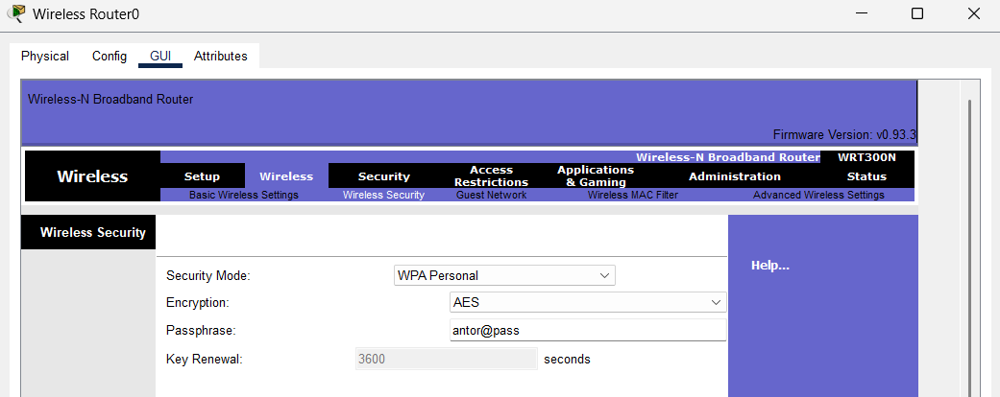 Wireless Router0
Physical Config GUI Attributes
Wireless-N Broadband Router
Firmware Version: v0.93.3
Wireless-N Broadband Router WRT300N
Wireless
Setup Wireless Security Access Restrictions Applications & Gaming Administration Status
Basic Wireless Settings Wireless Security Guest Network Wireless MAC Filter Advanced Wireless Settings
Wireless Security
Help...
Security Mode: WPA Personal
Encryption: AES
Passphrase: antor@pass
Key Renewal: 3600 seconds